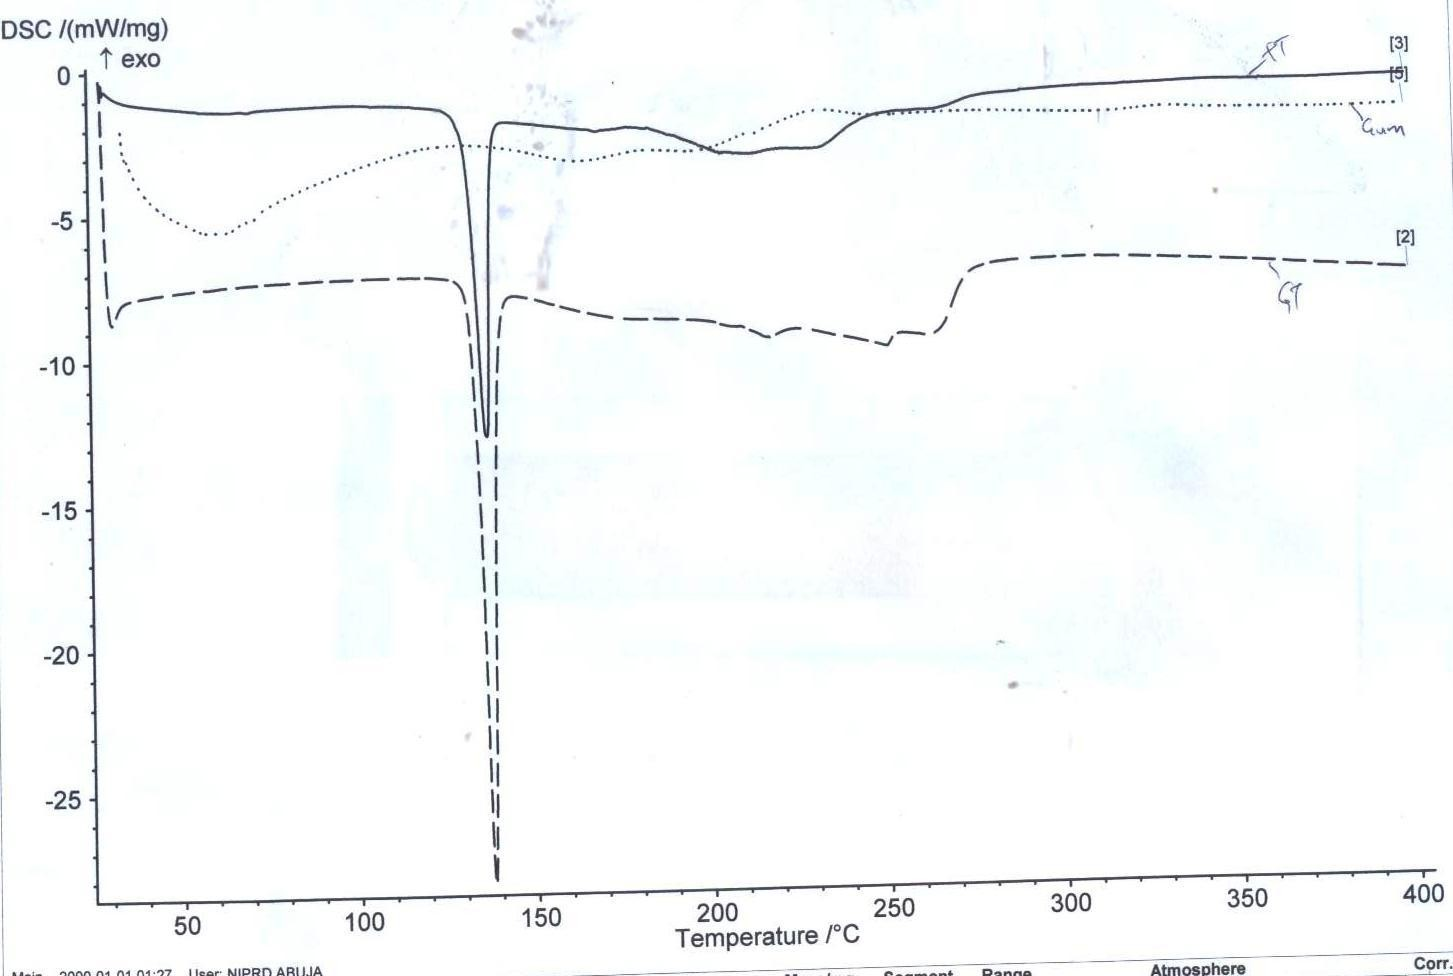 DSC /(mW/mg)
↑ exo
[3]
[5]
PT
Gum
[2]
GT
0
-5
-10
-15
-20
-25
50 100 150 200 250 300 350 400
Temperature /°C
Main 2000-01-01 01:27 User: NIPRD ABUJA
Segment Range Atmosphere Corr.